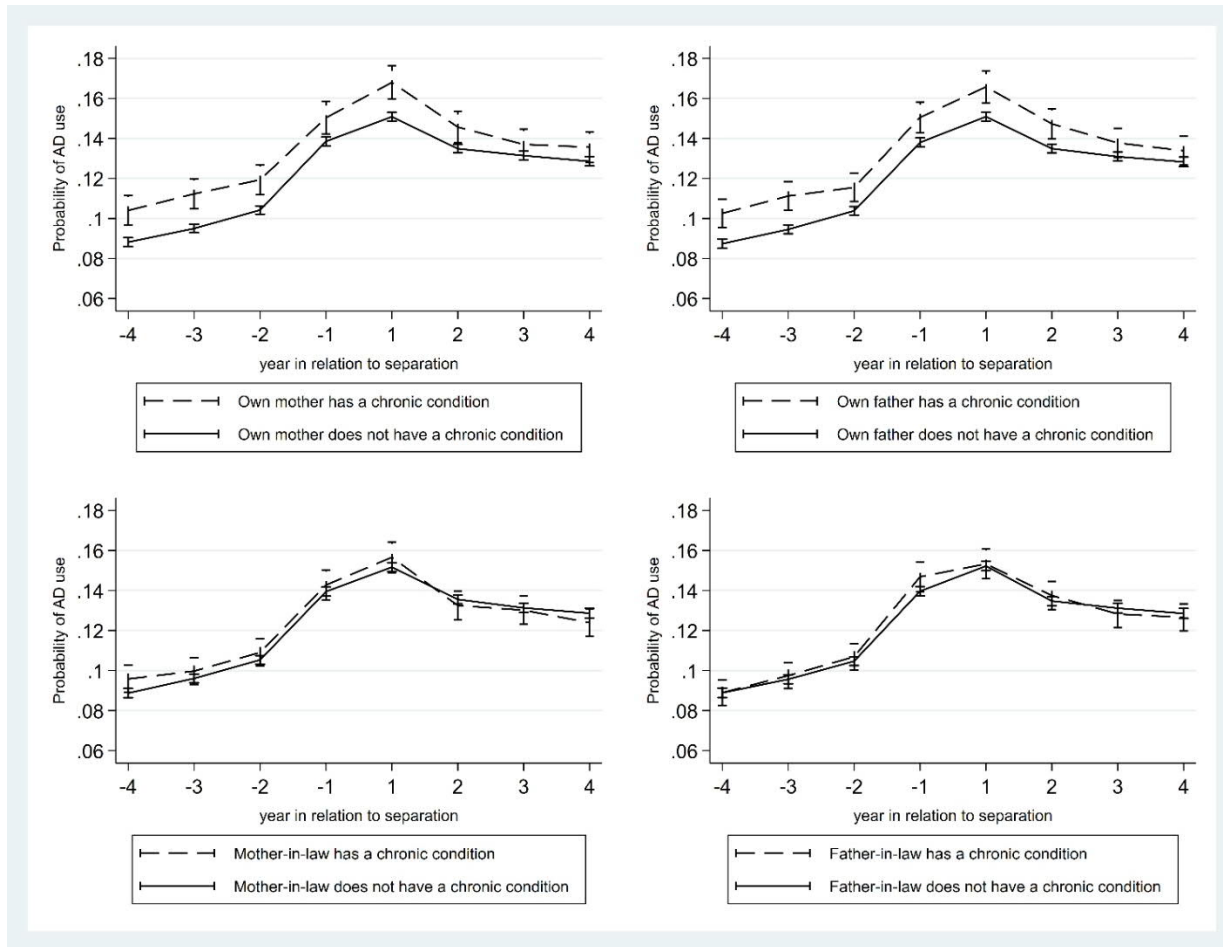 .18
.16
.14
.12
.1
.08
.06
Probability of AD use
-4 -3 -2 -1 1 2 3 4
year in relation to separation
Own mother has a chronic condition
Own mother does not have a chronic condition
.18
.16
.14
.12
.1
.08
.06
Probability of AD use
-4 -3 -2 -1 1 2 3 4
year in relation to separation
Own father has a chronic condition
Own father does not have a chronic condition
.18
.16
.14
.12
.1
.08
.06
Probability of AD use
-4 -3 -2 -1 1 2 3 4
year in relation to separation
Mother-in-law has a chronic condition
Mother-in-law does not have a chronic condition
.18
.16
.14
.12
.1
.08
.06
Probability of AD use
-4 -3 -2 -1 1 2 3 4
year in relation to separation
Father-in-law has a chronic condition
Father-in-law does not have a chronic condition